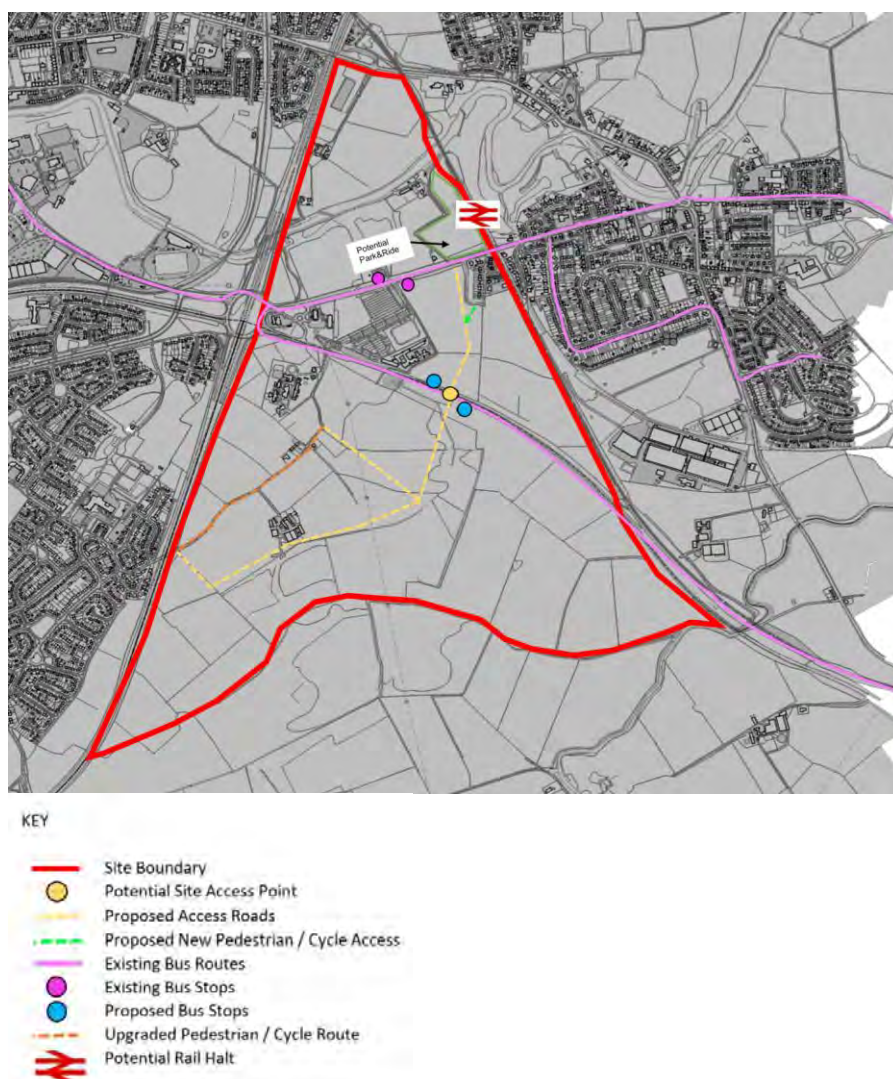 Potential
Park&Ride
KEY
Site Boundary
Potential Site Access Point
Proposed Access Roads
Proposed New Pedestrian / Cycle Access
Existing Bus Routes
Existing Bus Stops
Proposed Bus Stops
Upgraded Pedestrian / Cycle Route
Potential Rail Halt